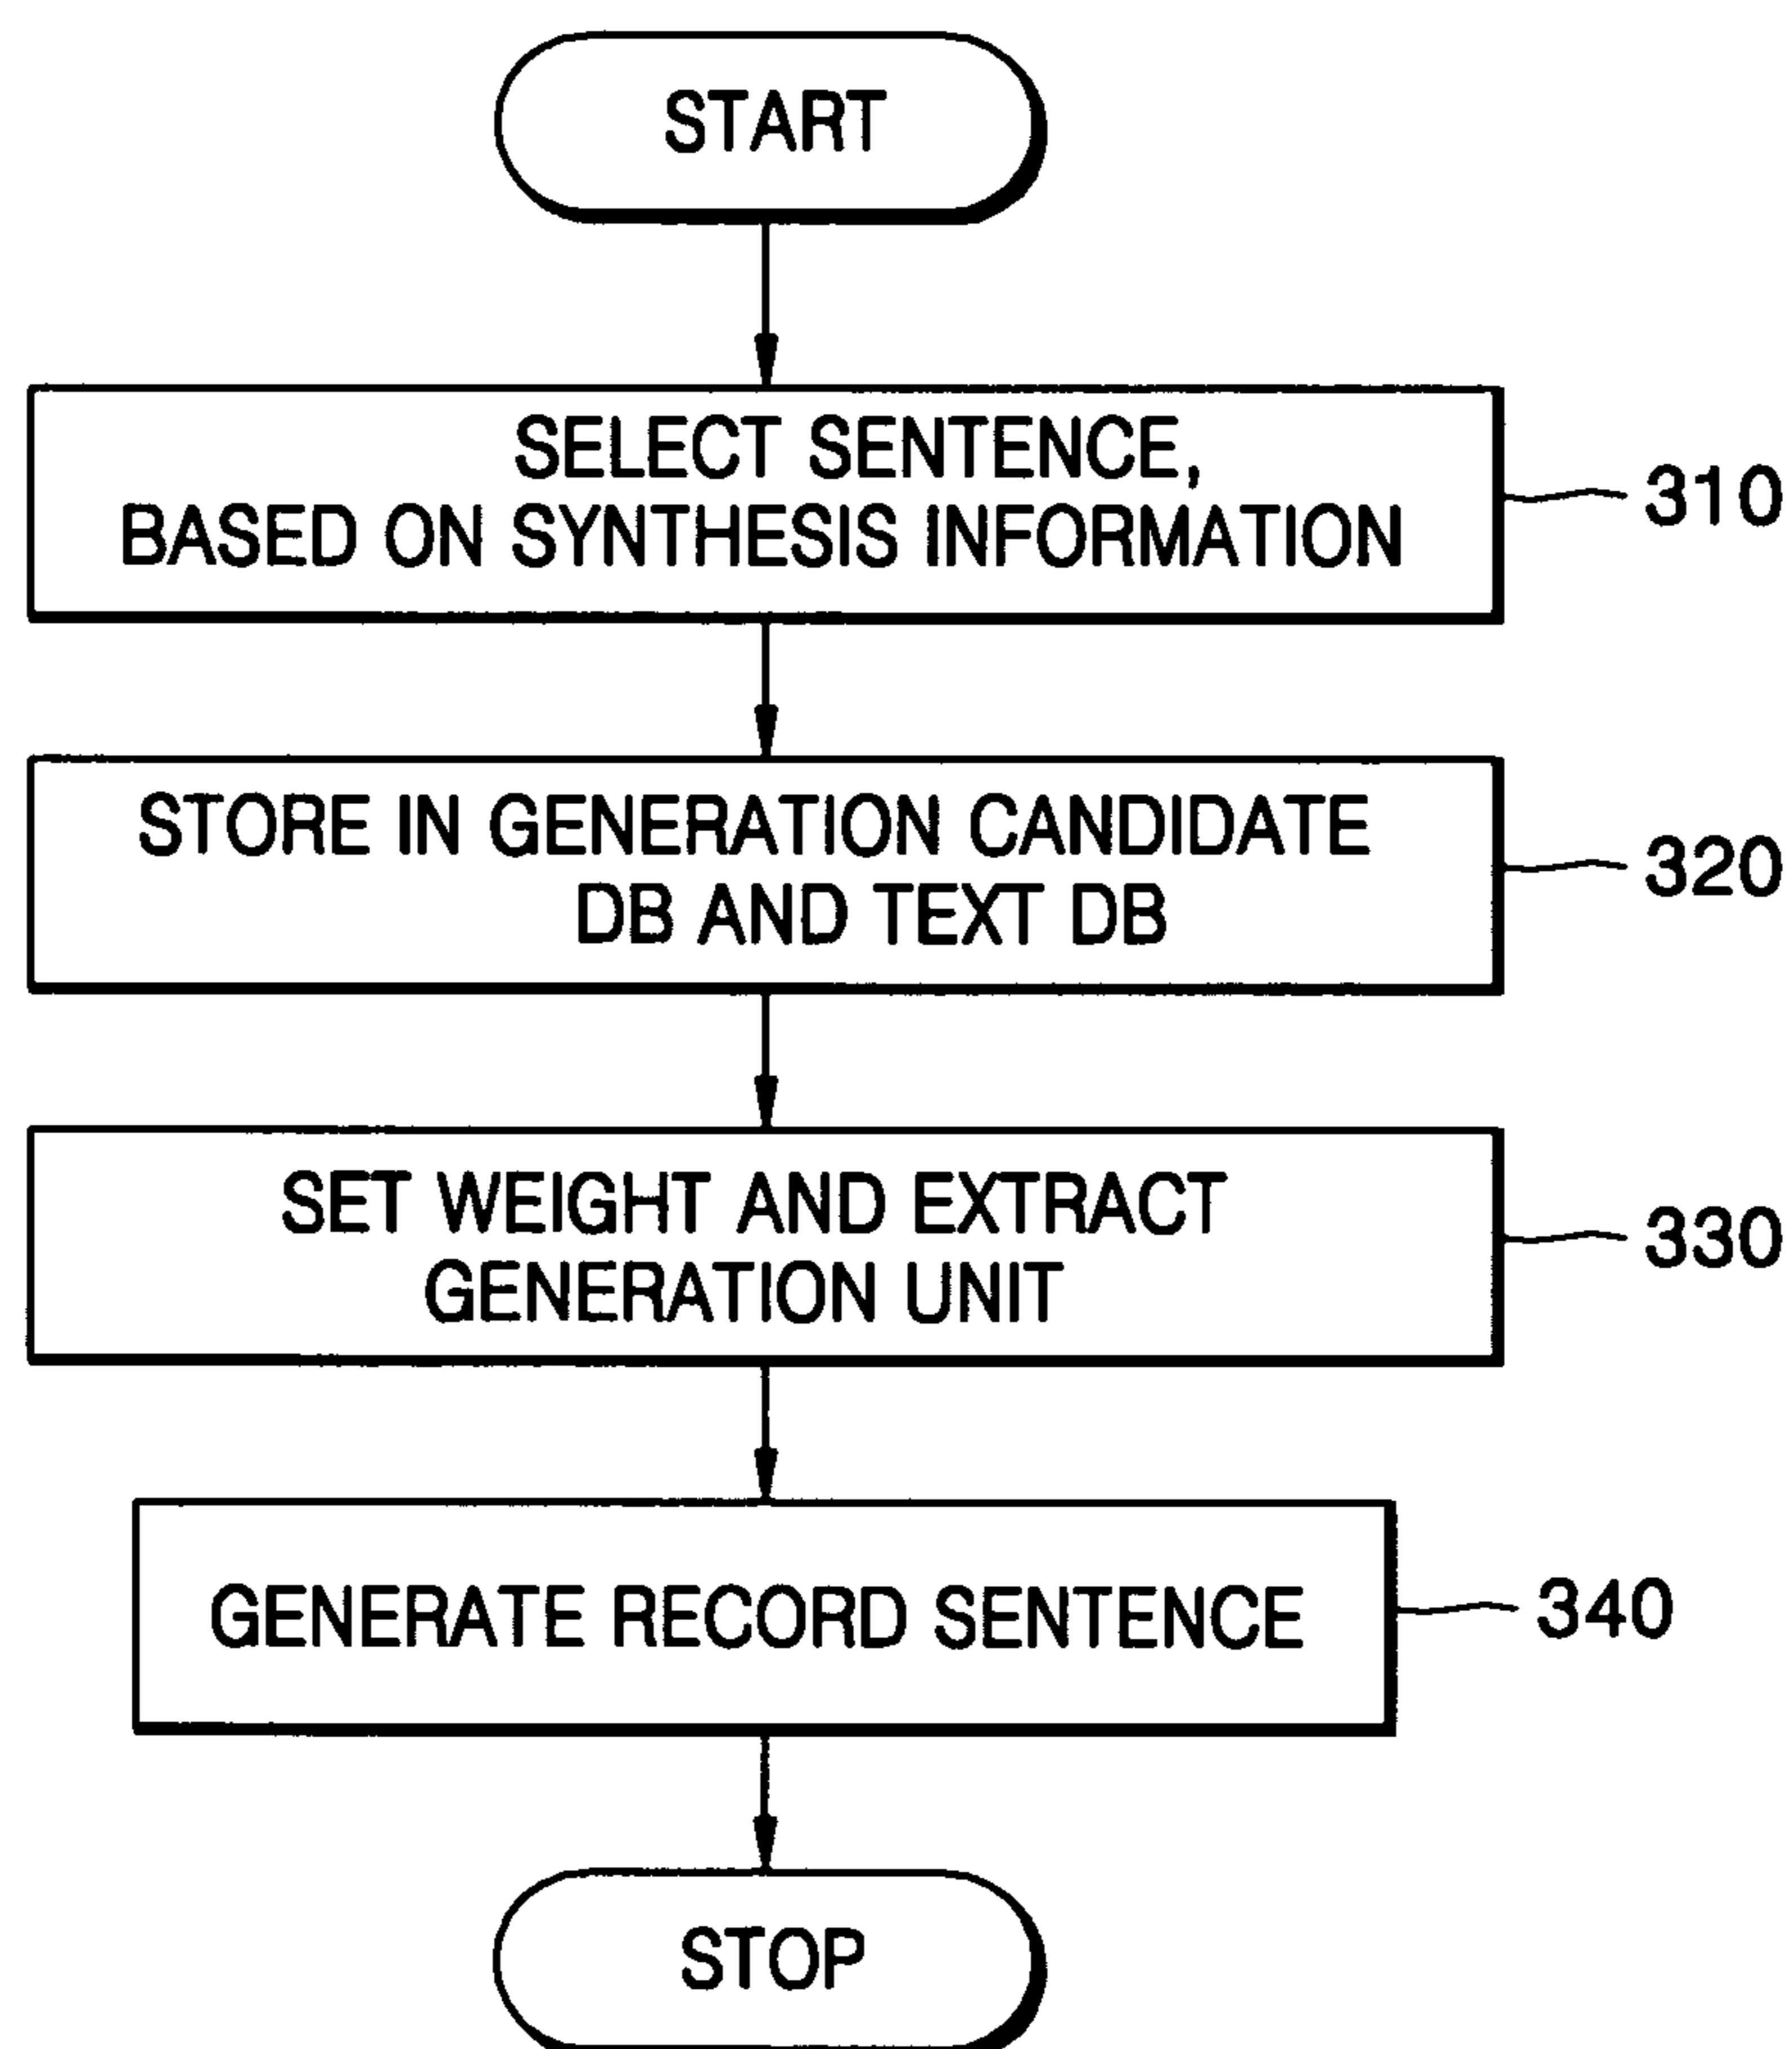 START
SELECT SENTENCE,
BASED ON SYNTHESIS INFORMATION
310
STORE IN GENERATION CANDIDATE
DB AND TEXT DB
320
SET WEIGHT AND EXTRACT
GENERATION UNIT
330
GENERATE RECORD SENTENCE
340
STOP